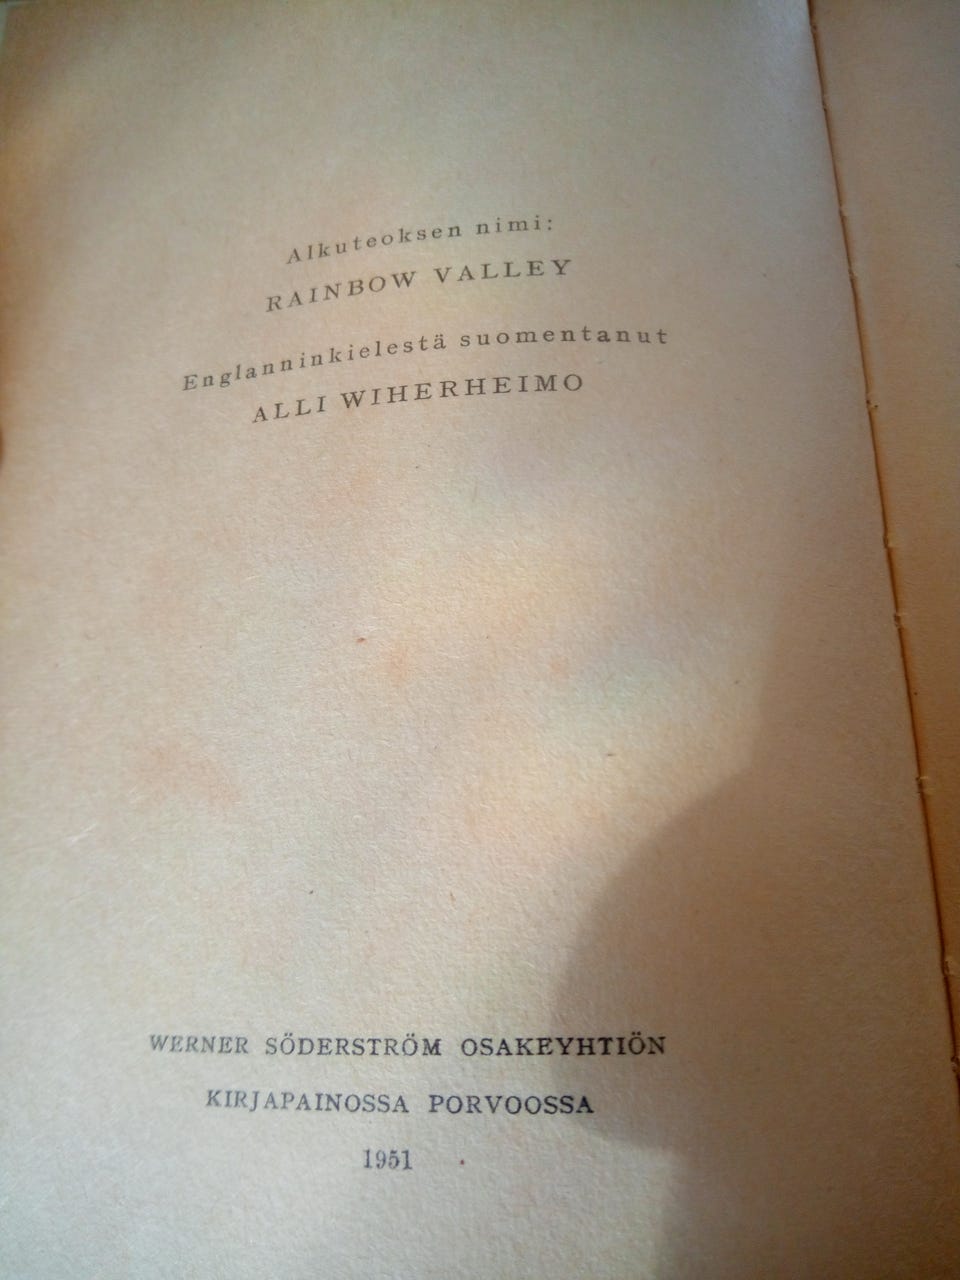 Alkuteoksen nimi:
RAINBOW VALLEY
Englanninkielestä suomentanut
ALLI WIHERHEIMO
WERNER SÖDERSTRÖM OSAKEYHTIÖN
KIRJAPAINOSSA PORVOOSSA
1951